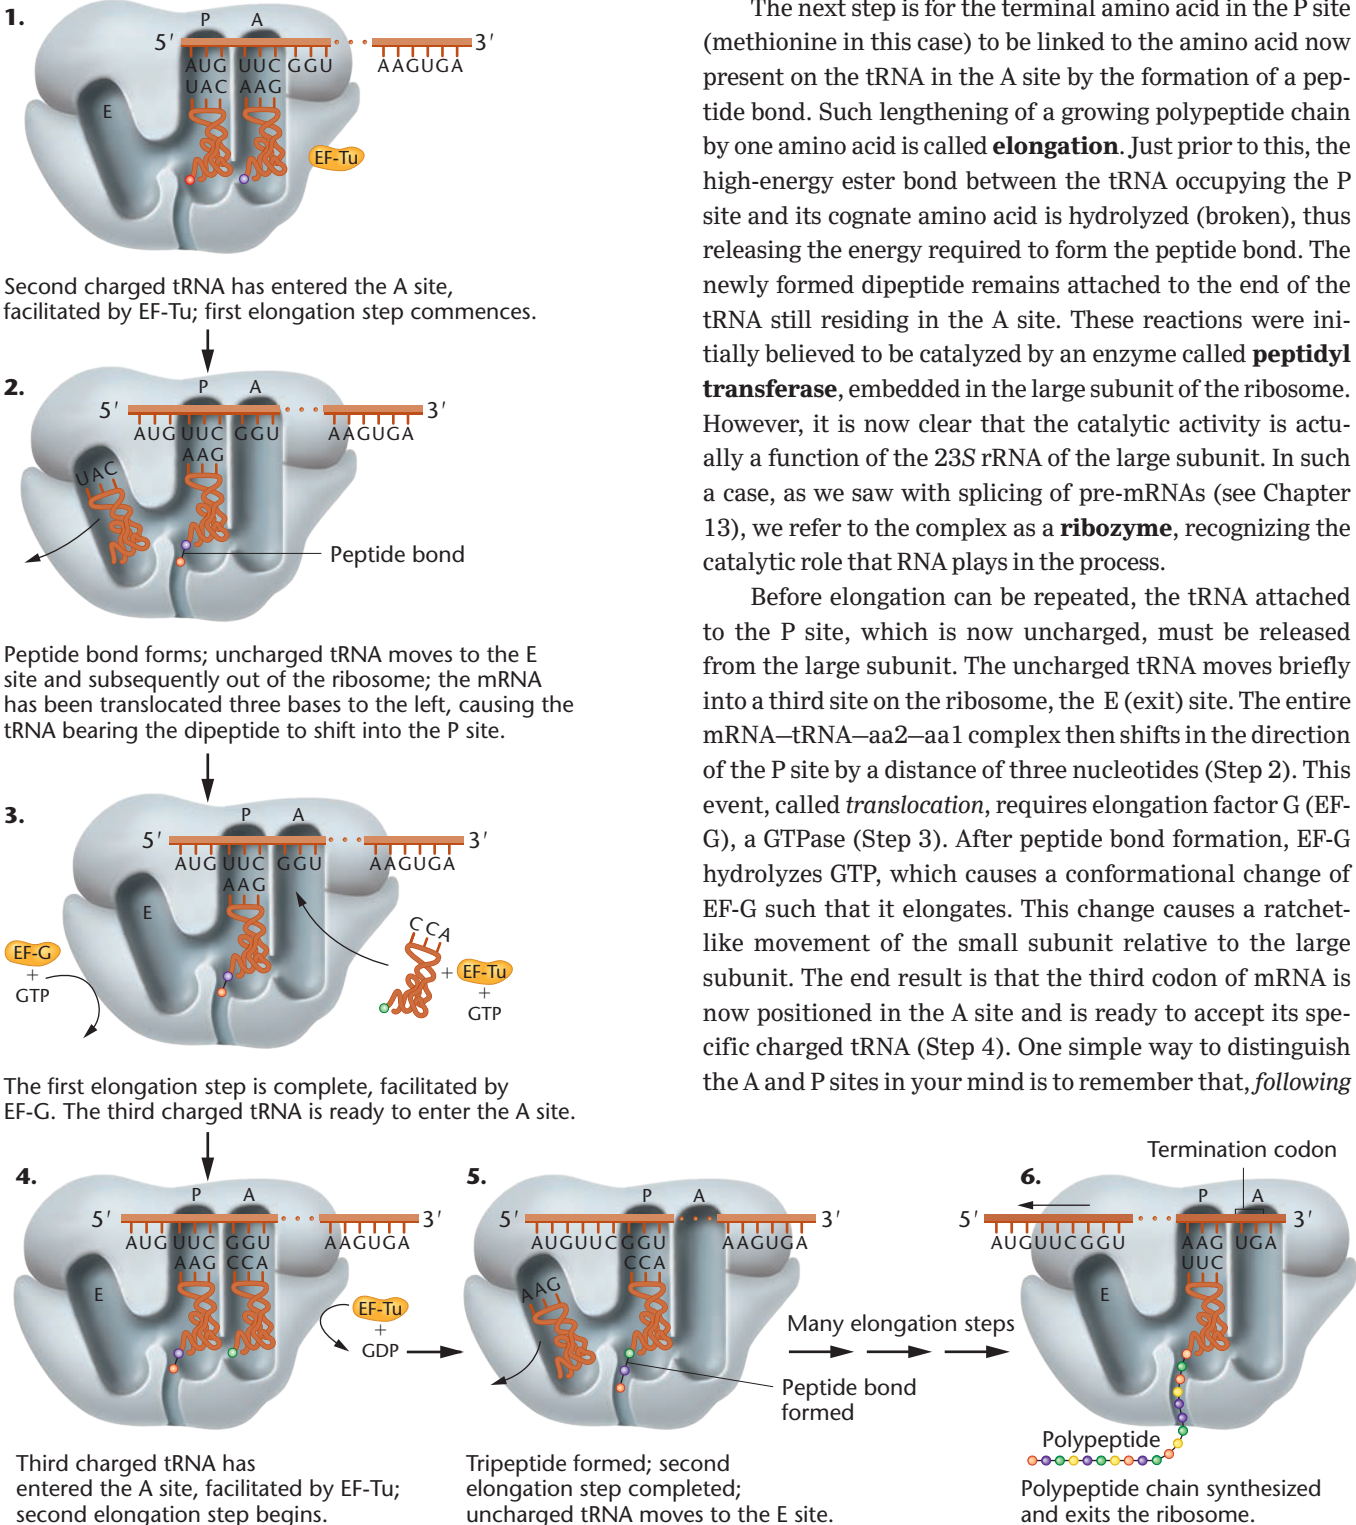 1.
P A
5′ 3′
AUG UUC GGU AAGUGA
UAC AAG
E
EF-Tu
Second charged tRNA has entered the A site,
facilitated by EF-Tu; first elongation step commences.
2.
P A
5′ 3′
AUG UUC GGU AAGUGA
AAG
UAC
Peptide bond
Peptide bond forms; uncharged tRNA moves to the E
site and subsequently out of the ribosome; the mRNA
has been translocated three bases to the left, causing the
tRNA bearing the dipeptide to shift into the P site.
3.
P A
5′ 3′
AUG UUC GGU AAGUGA
AAG
E
CCA
EF-G
+
GTP
+ EF-Tu
+
GTP
The first elongation step is complete, facilitated by
EF-G. The third charged tRNA is ready to enter the A site.
The next step is for the terminal amino acid in the P site
(methionine in this case) to be linked to the amino acid now
present on the tRNA in the A site by the formation of a pep-
tide bond. Such lengthening of a growing polypeptide chain
by one amino acid is called elongation. Just prior to this, the
high-energy ester bond between the tRNA occupying the P
site and its cognate amino acid is hydrolyzed (broken), thus
releasing the energy required to form the peptide bond. The
newly formed dipeptide remains attached to the end of the
tRNA still residing in the A site. These reactions were ini-
tially believed to be catalyzed by an enzyme called peptidyl
transferase, embedded in the large subunit of the ribosome.
However, it is now clear that the catalytic activity is actu-
ally a function of the 23S rRNA of the large subunit. In such
a case, as we saw with splicing of pre-mRNAs (see Chapter
13), we refer to the complex as a ribozyme, recognizing the
catalytic role that RNA plays in the process.
Before elongation can be repeated, the tRNA attached
to the P site, which is now uncharged, must be released
from the large subunit. The uncharged tRNA moves briefly
into a third site on the ribosome, the E (exit) site. The entire
mRNA–tRNA–aa2–aa1 complex then shifts in the direction
of the P site by a distance of three nucleotides (Step 2). This
event, called translocation, requires elongation factor G (EF-
G), a GTPase (Step 3). After peptide bond formation, EF-G
hydrolyzes GTP, which causes a conformational change of
EF-G such that it elongates. This change causes a ratchet-
like movement of the small subunit relative to the large
subunit. The end result is that the third codon of mRNA is
now positioned in the A site and is ready to accept its spe-
cific charged tRNA (Step 4). One simple way to distinguish
the A and P sites in your mind is to remember that, following
4.
P A
5′ 3′
AUG UUC GGU AAGUGA
AAG CCA
E
EF-Tu
+
GDP
Third charged tRNA has
entered the A site, facilitated by EF-Tu;
second elongation step begins.
5.
P A
5′ 3′
AUGUUCGGU AAGUGA
CCA
AAG
Peptide bond
formed
Tripeptide formed; second
elongation step completed;
uncharged tRNA moves to the E site.
Many elongation steps
6.
Termination codon
P A
5′ 3′
AUGUUCGGU AAG UGA
UUC
E
Polypeptide
Polypeptide chain synthesized
and exits the ribosome.